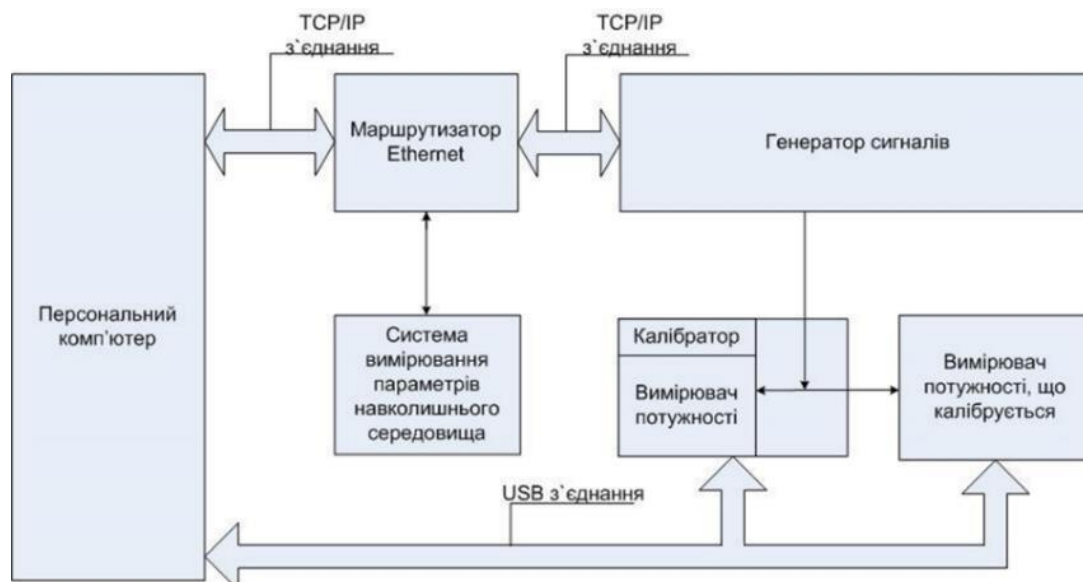 TCP/IP
з`єднання
TCP/IP
з`єднання
Маршрутизатор
Ethernet
Генератор сигналів
Персональний
комп’ютер
Система
вимірювання
параметрів
навколишнього
середовища
Калібратор
Вимірювач
потужності
Вимірювач
потужності, що
калібрується
USB з`єднання